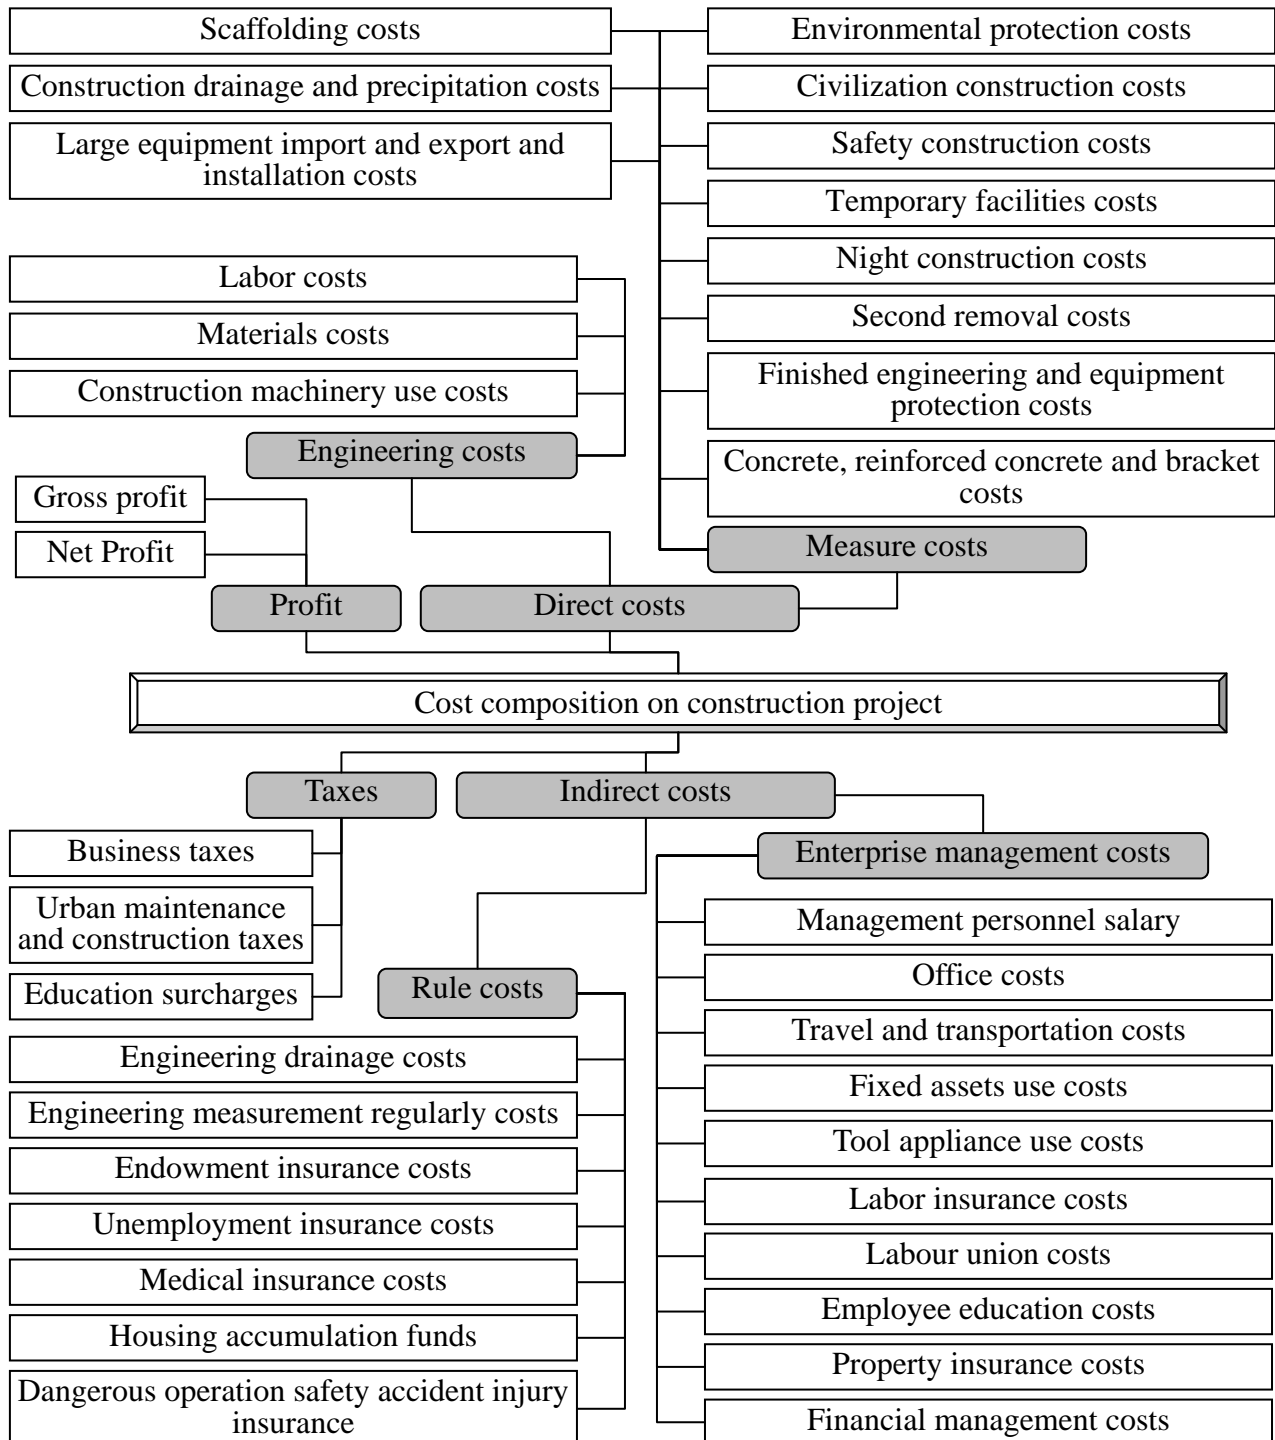 Scaffolding costs
Environmental protection costs
Construction drainage and precipitation costs
Civilization construction costs
Large equipment import and export and
installation costs
Safety construction costs
Temporary facilities costs
Night construction costs
Labor costs
Second removal costs
Materials costs
Finished engineering and equipment
protection costs
Construction machinery use costs
Engineering costs
Concrete, reinforced concrete and bracket
costs
Gross profit
Net Profit
Measure costs
Profit
Direct costs
Cost composition on construction project
Taxes
Indirect costs
Business taxes
Enterprise management costs
Urban maintenance
and construction taxes
Management personnel salary
Education surcharges
Rule costs
Office costs
Travel and transportation costs
Engineering drainage costs
Fixed assets use costs
Engineering measurement regularly costs
Tool appliance use costs
Endowment insurance costs
Labor insurance costs
Unemployment insurance costs
Labour union costs
Medical insurance costs
Employee education costs
Housing accumulation funds
Property insurance costs
Dangerous operation safety accident injury
insurance
Financial management costs